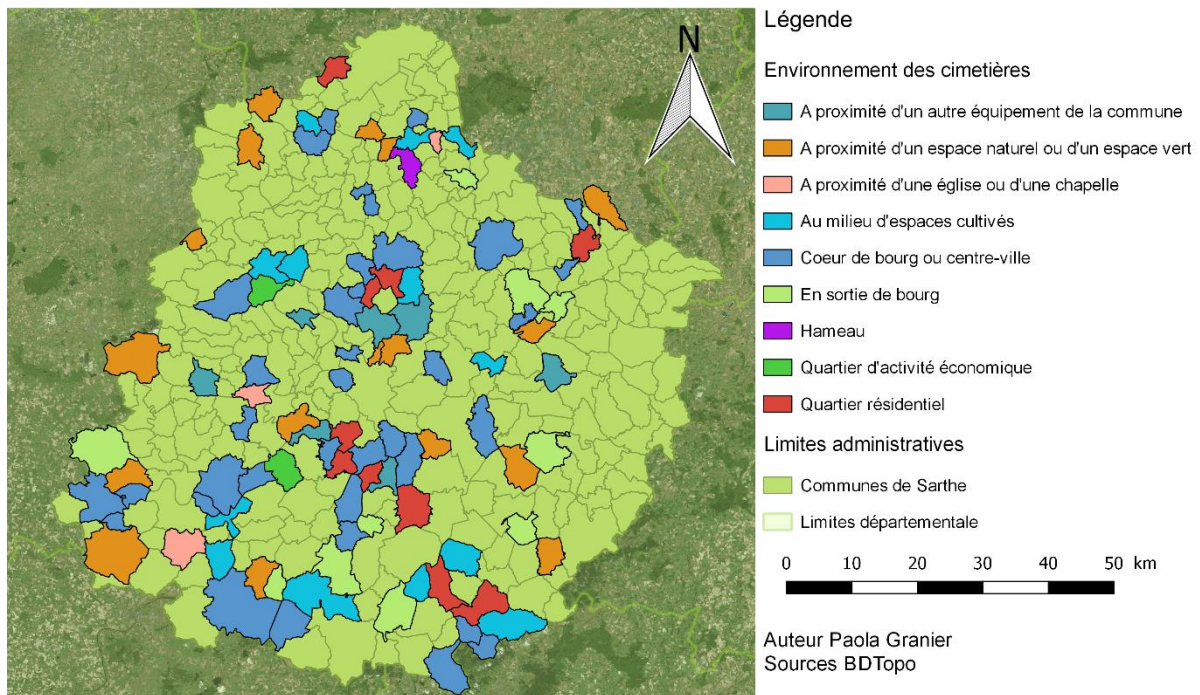 N
Légende
Environnement des cimetières
A proximité d'un autre équipement de la commune
A proximité d'un espace naturel ou d'un espace vert
A proximité d'une église ou d'une chapelle
Au milieu d'espaces cultivés
Coeur de bourg ou centre-ville
En sortie de bourg
Hameau
Quartier d'activité économique
Quartier résidentiel
Limites administratives
Communes de Sarthe
Limites départementale
0 10 20 30 40 50 km
Auteur Paola Granier
Sources BDTopo